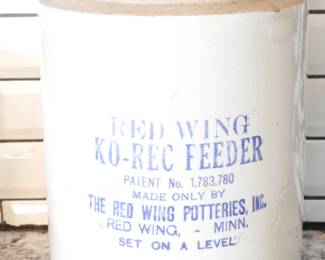 RED WING
KO-REC FEEDER
PATENT No. 1,783,780
MADE ONLY BY
THE RED WING POTTERIES, INC.
RED WING, - MINN.
SET ON A LEVEL